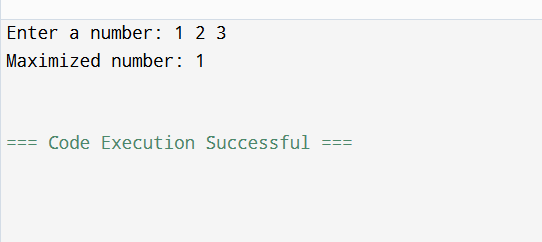 Enter a number: 1 2 3
Maximized number: 1
=== Code Execution Successful ===